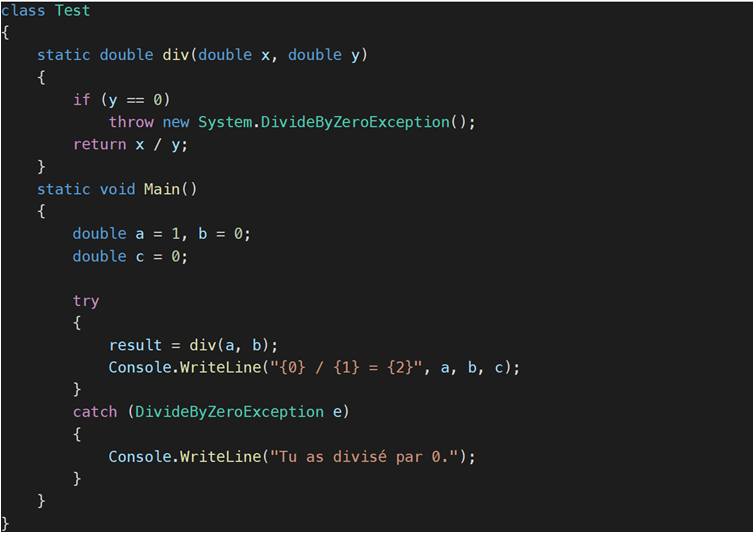 class Test
{
    static double div(double x, double y)
    {
        if (y == 0)
            throw new System.DivideByZeroException();
        return x / y;
    }
    static void Main()
    {
        double a = 1, b = 0;
        double c = 0;

        try
        {
            result = div(a, b);
            Console.WriteLine("{0} / {1} = {2}", a, b, c);
        }
        catch (DivideByZeroException e)
        {
            Console.WriteLine("Tu as divisé par 0.");
        }
    }
}